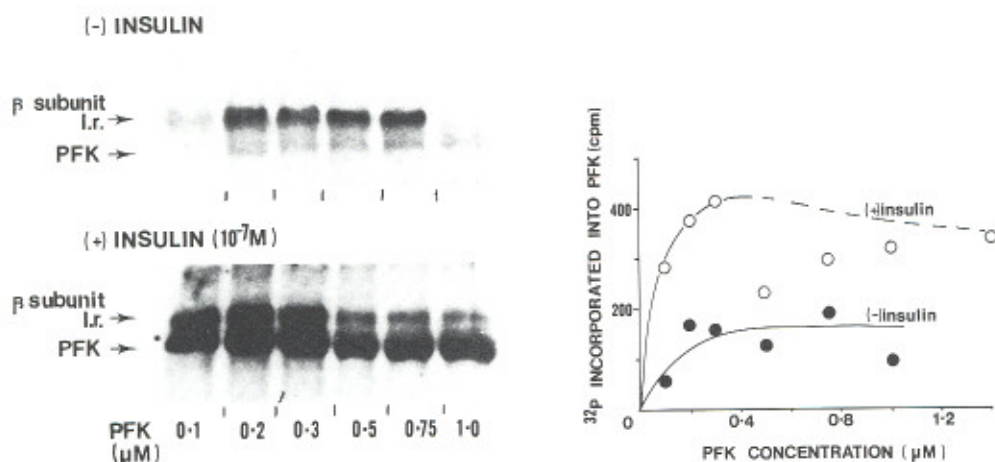 (-) INSULIN
β subunit
I.r.→
PFK →
(+) INSULIN (10⁻⁷M)
β subunit
I.r.→
PFK →
PFK 0·1 0·2 0·3 0·5 0·75 1·0
(μM)
³²P INCORPORATED INTO PFK (cpm)
400
200
0
(+)insulin
(-)insulin
0·4 0·8 1·2
PFK CONCENTRATION (μM)